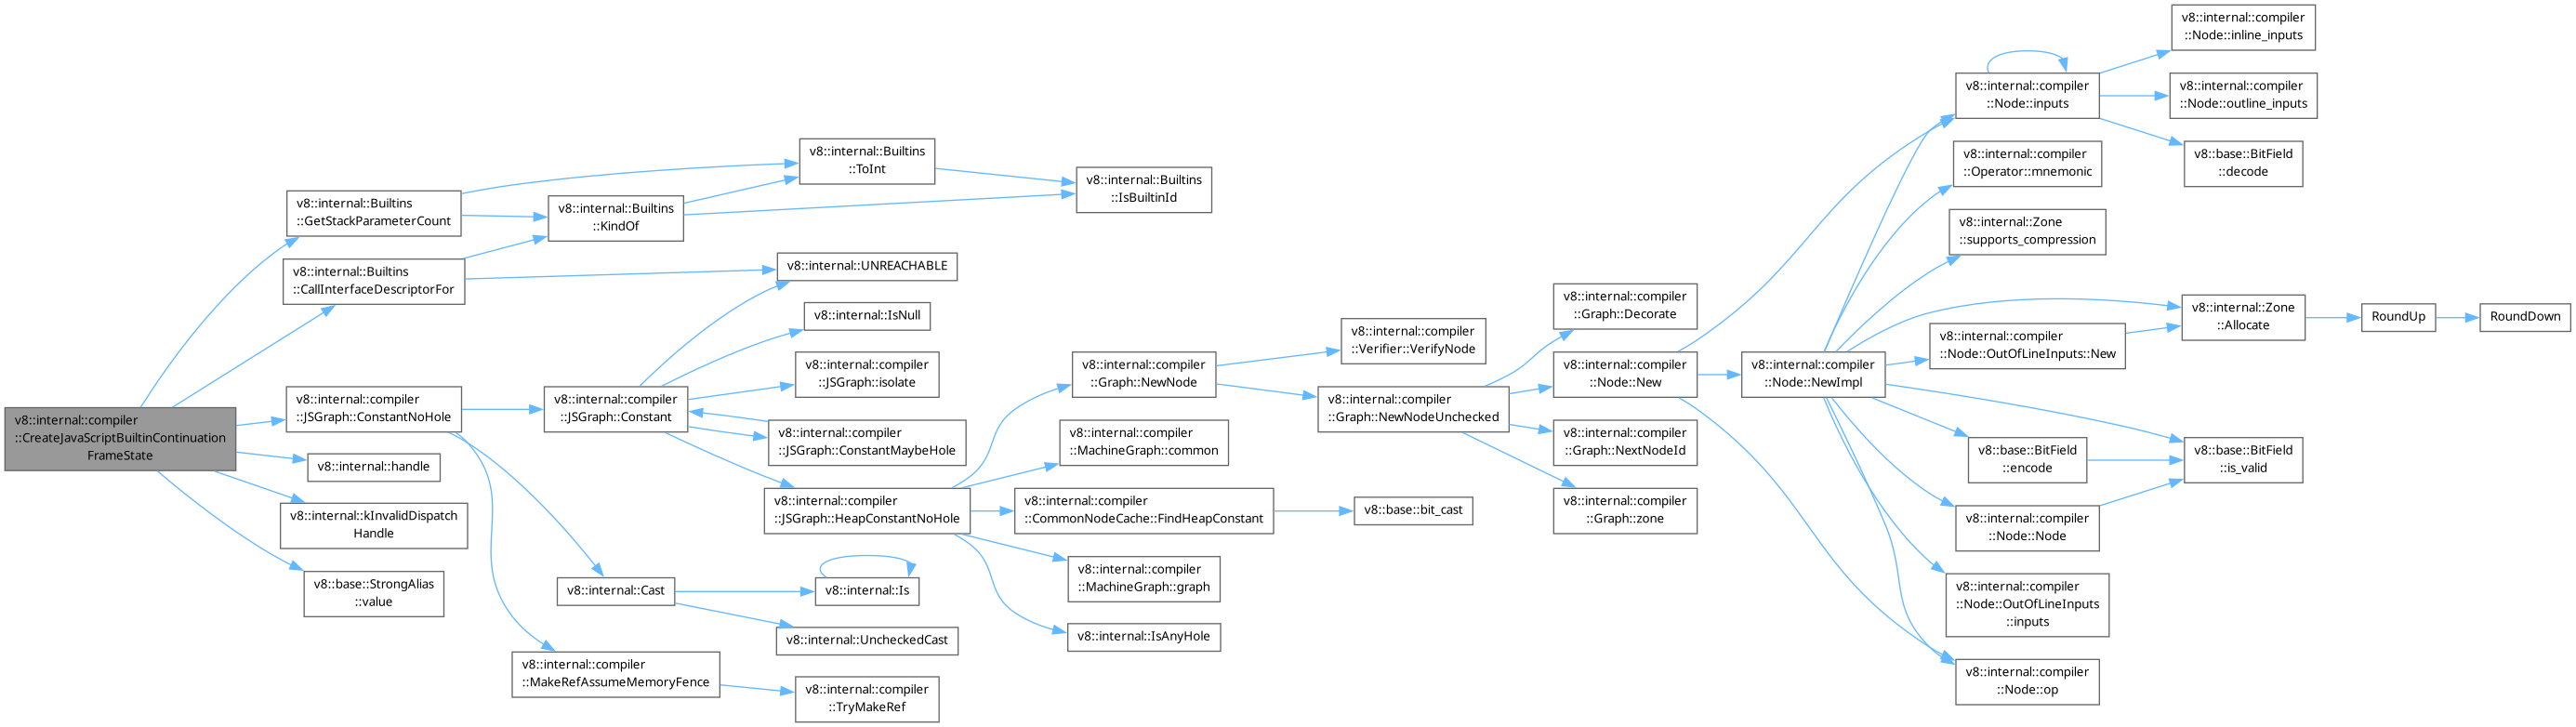 v8::internal::compiler
::CreateJavaScriptBuiltinContinuation
FrameState
v8::internal::Builtins
::GetStackParameterCount
v8::internal::Builtins
::CallInterfaceDescriptorFor
v8::internal::compiler
::JSGraph::ConstantNoHole
v8::internal::handle
v8::internal::kInvalidDispatch
Handle
v8::base::StrongAlias
::value
v8::internal::Builtins
::KindOf
v8::internal::compiler
::JSGraph::Constant
v8::internal::Cast
v8::internal::compiler
::MakeRefAssumeMemoryFence
v8::internal::Builtins
::ToInt
v8::internal::UNREACHABLE
v8::internal::IsNull
v8::internal::compiler
::JSGraph::isolate
v8::internal::compiler
::JSGraph::ConstantMaybeHole
v8::internal::compiler
::JSGraph::HeapConstantNoHole
v8::internal::Is
v8::internal::UncheckedCast
v8::internal::compiler
::TryMakeRef
v8::internal::Builtins
::IsBuiltinId
v8::internal::compiler
::Graph::NewNode
v8::internal::compiler
::MachineGraph::common
v8::internal::compiler
::CommonNodeCache::FindHeapConstant
v8::internal::compiler
::MachineGraph::graph
v8::internal::IsAnyHole
v8::internal::compiler
::Verifier::VerifyNode
v8::internal::compiler
::Graph::NewNodeUnchecked
v8::base::bit_cast
v8::internal::compiler
::Graph::Decorate
v8::internal::compiler
::Node::New
v8::internal::compiler
::Graph::NextNodeId
v8::internal::compiler
::Graph::zone
v8::internal::compiler
::Node::NewImpl
v8::internal::compiler
::Node::inputs
v8::internal::compiler
::Operator::mnemonic
v8::internal::Zone
::supports_compression
v8::internal::compiler
::Node::OutOfLineInputs::New
v8::base::BitField
::encode
v8::internal::compiler
::Node::Node
v8::internal::compiler
::Node::OutOfLineInputs
::inputs
v8::internal::compiler
::Node::op
v8::internal::compiler
::Node::inline_inputs
v8::internal::compiler
::Node::outline_inputs
v8::base::BitField
::decode
v8::internal::Zone
::Allocate
v8::base::BitField
::is_valid
RoundUp
RoundDown